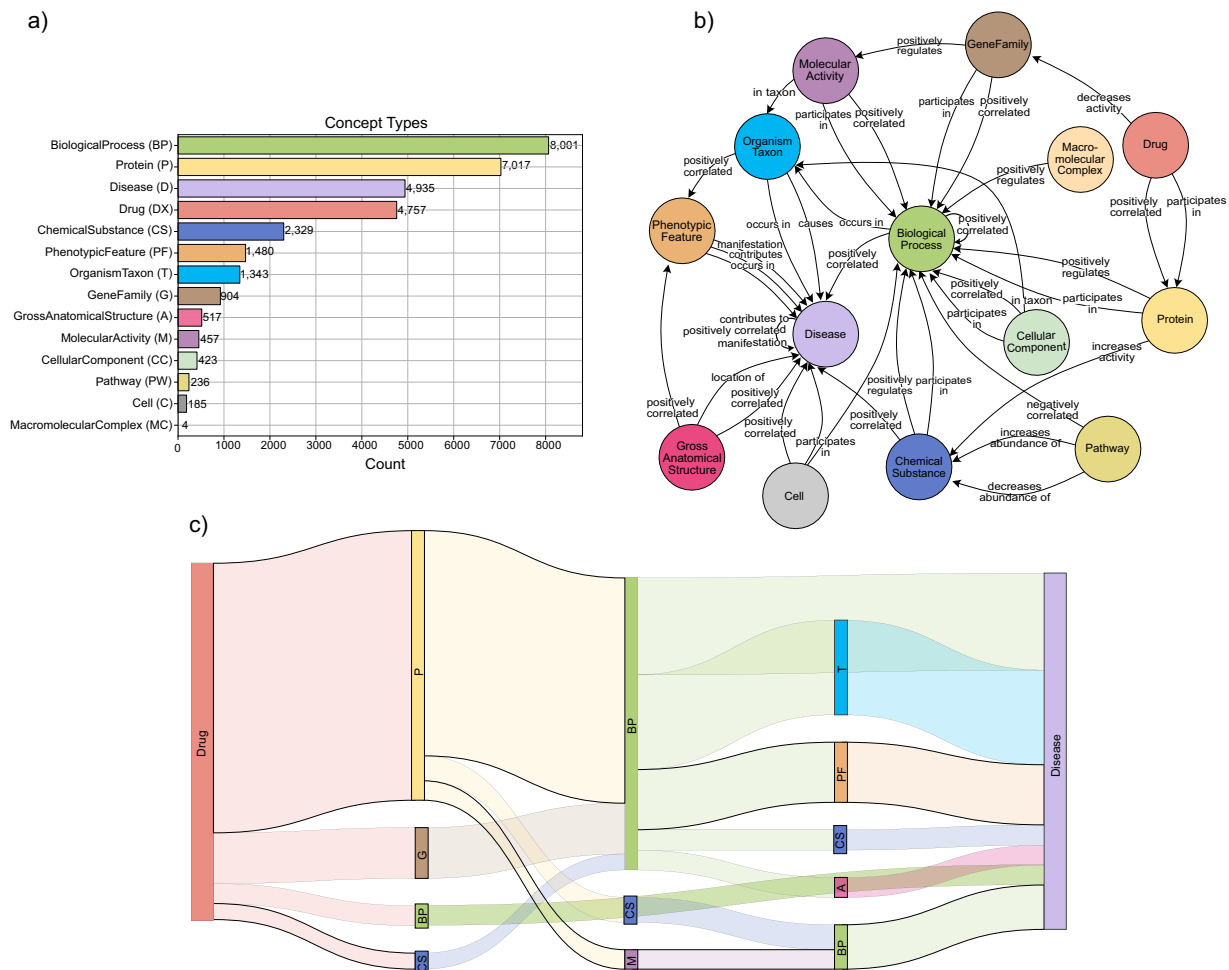 a)
Concept Types
BiologicalProcess (BP)
8,001
Protein (P)
7,017
Disease (D)
4,935
Drug (DX)
4,757
ChemicalSubstance (CS)
2,329
PhenotypicFeature (PF)
1,480
OrganismTaxon (T)
1,343
GeneFamily (G)
904
GrossAnatomicalStructure (A)
517
MolecularActivity (M)
457
CellularComponent (CC)
423
Pathway (PW)
236
Cell (C)
185
MacromolecularComplex (MC)
4
0 1000 2000 3000 4000 5000 6000 7000 8000
Count
b)
GeneFamily
positively
regulates
Molecular
Activity
in taxon
participates
in
positively
correlated
participates
in
positively
correlated
decreases
activity
Organism
Taxon
Macro-
molecular
Complex
Drug
positively
correlated
positively
regulates
positively
correlated
participates
in
Phenotypic
Feature
occurs in
causes
occurs in
Biological
Process
positively
correlated
manifestation
contributes
occurs in
positively
correlated
positively
regulates
positively
correlated
in taxon
participates
in
participates
in
Cellular
Component
Protein
contributes to
positively correlated
manifestation
Disease
increases
activity
location of
positively
correlated
positively
regulates
participates
in
positively
correlated
positively
correlated
participates
in
positively
correlated
negatively
correlated
increases
abundance of
Gross
Anatomical
Structure
Cell
Chemical
Substance
Pathway
decreases
abundance of
c)
Drug
P
G
BP
CS
BP
CS
M
T
PF
CS
A
BP
Disease